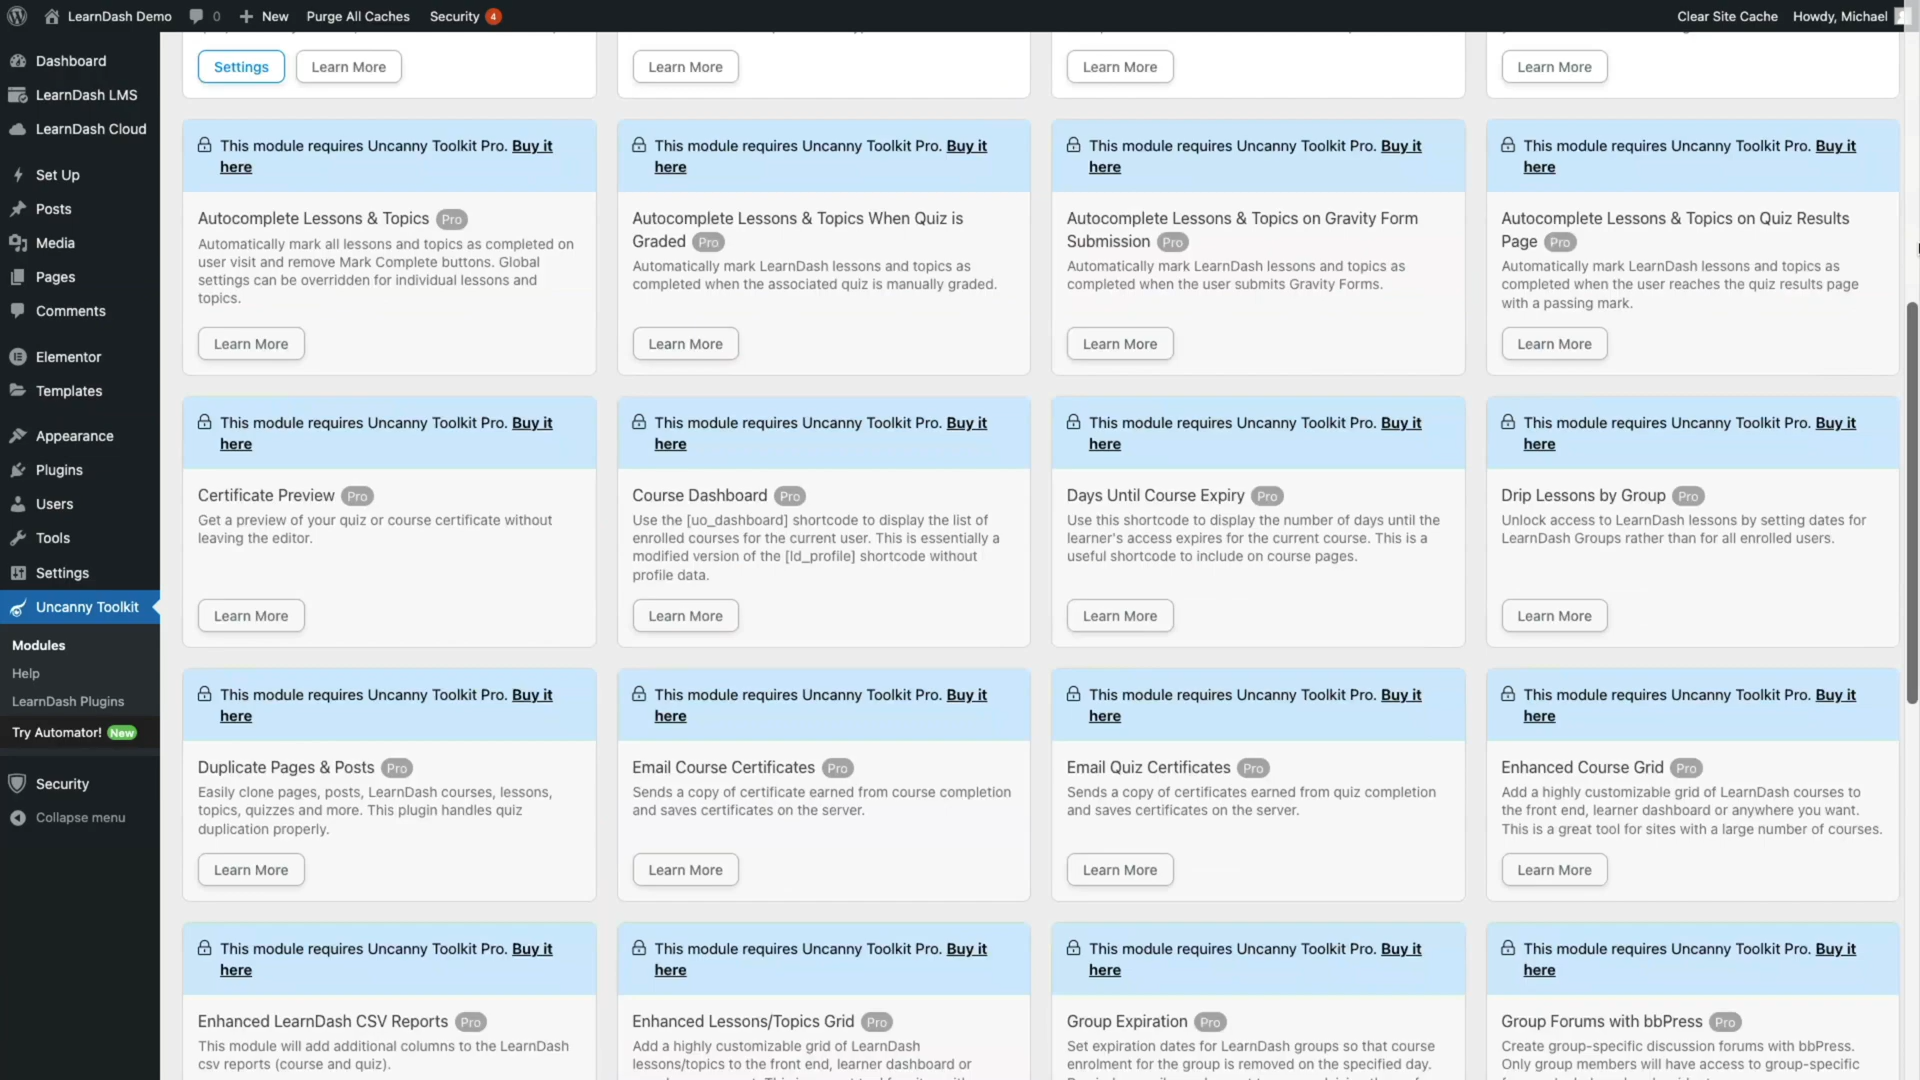 LearnDash Demo 0 New Purge All Caches Security 4 Clear Site Cache Howdy, Michael
Dashboard
LearnDash LMS
LearnDash Cloud
Set Up
Posts
Media
Pages
Comments
Elementor
Templates
Appearance
Plugins
Users
Tools
Settings
Uncanny Toolkit
Modules
Help
LearnDash Plugins
Try Automator! New
Security
Collapse menu
Settings Learn More
Learn More
Learn More
Learn More
This module requires Uncanny Toolkit Pro. Buy it
here
Autocomplete Lessons & Topics Pro
Automatically mark all lessons and topics as completed on
user visit and remove Mark Complete buttons. Global
settings can be overridden for individual lessons and
topics.
Learn More
This module requires Uncanny Toolkit Pro. Buy it
here
Autocomplete Lessons & Topics When Quiz is
Graded Pro
Automatically mark LearnDash lessons and topics as
completed when the associated quiz is manually graded.
Learn More
This module requires Uncanny Toolkit Pro. Buy it
here
Autocomplete Lessons & Topics on Gravity Form
Submission Pro
Automatically mark LearnDash lessons and topics as
completed when the user submits Gravity Forms.
Learn More
This module requires Uncanny Toolkit Pro. Buy it
here
Autocomplete Lessons & Topics on Quiz Results
Page Pro
Automatically mark LearnDash lessons and topics as
completed when the user reaches the quiz results page
with a passing mark.
Learn More
This module requires Uncanny Toolkit Pro. Buy it
here
Certificate Preview Pro
Get a preview of your quiz or course certificate without
leaving the editor.
Learn More
This module requires Uncanny Toolkit Pro. Buy it
here
Course Dashboard Pro
Use the [uo_dashboard] shortcode to display the list of
enrolled courses for the current user. This is essentially a
modified version of the [ld_profile] shortcode without
profile data.
Learn More
This module requires Uncanny Toolkit Pro. Buy it
here
Days Until Course Expiry Pro
Use this shortcode to display the number of days until the
learner's access expires for the current course. This is a
useful shortcode to include on course pages.
Learn More
This module requires Uncanny Toolkit Pro. Buy it
here
Drip Lessons by Group Pro
Unlock access to LearnDash lessons by setting dates for
LearnDash Groups rather than for all enrolled users.
Learn More
This module requires Uncanny Toolkit Pro. Buy it
here
Duplicate Pages & Posts Pro
Easily clone pages, posts, LearnDash courses, lessons,
topics, quizzes and more. This plugin handles quiz
duplication properly.
Learn More
This module requires Uncanny Toolkit Pro. Buy it
here
Email Course Certificates Pro
Sends a copy of certificate earned from course completion
and saves certificates on the server.
Learn More
This module requires Uncanny Toolkit Pro. Buy it
here
Email Quiz Certificates Pro
Sends a copy of certificates earned from quiz completion
and saves certificates on the server.
Learn More
This module requires Uncanny Toolkit Pro. Buy it
here
Enhanced Course Grid Pro
Add a highly customizable grid of LearnDash courses to
the front end, learner dashboard or anywhere you want.
This is a great tool for sites with a large number of courses.
Learn More
This module requires Uncanny Toolkit Pro. Buy it
here
Enhanced LearnDash CSV Reports Pro
This module will add additional columns to the LearnDash
csv reports (course and quiz).
This module requires Uncanny Toolkit Pro. Buy it
here
Enhanced Lessons/Topics Grid Pro
Add a highly customizable grid of LearnDash
lessons/topics to the front end, learner dashboard or
This module requires Uncanny Toolkit Pro. Buy it
here
Group Expiration Pro
Set expiration dates for LearnDash groups so that course
enrolment for the group is removed on the specified day.
This module requires Uncanny Toolkit Pro. Buy it
here
Group Forums with bbPress Pro
Create group-specific discussion forums with bbPress.
Only group members will have access to group-specific